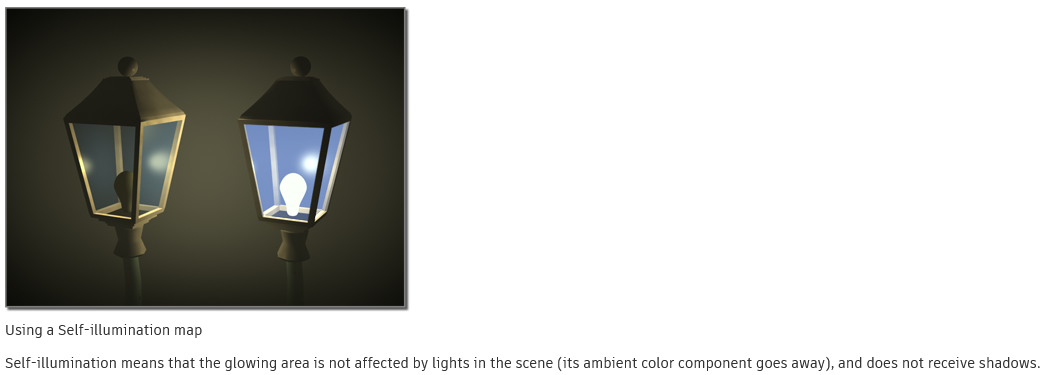 Using a Self-illumination map
Self-illumination means that the glowing area is not affected by lights in the scene (its ambient color component goes away), and does not receive shadows.